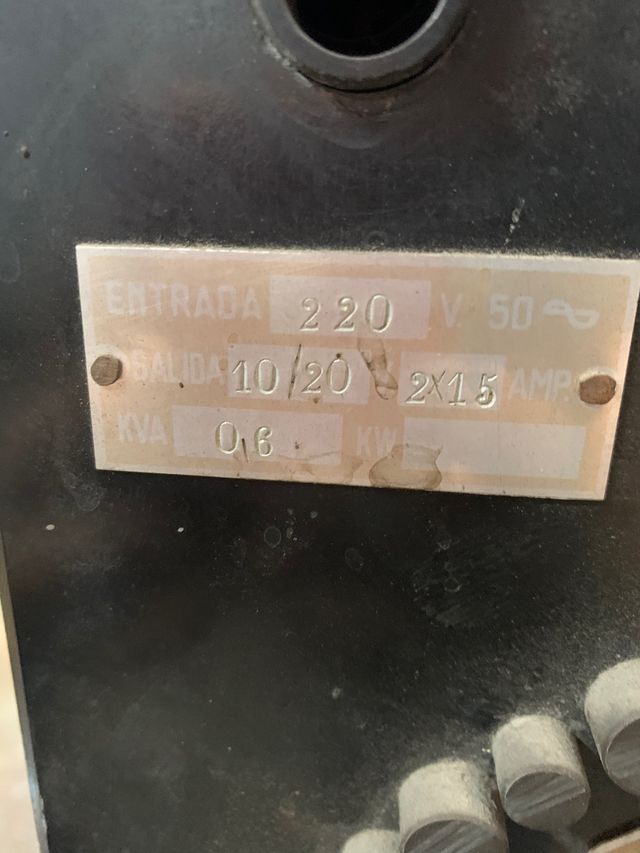 ENTRADA 220 V. 50
SALIDA 10/20 V 2X15 AMP.
KVA 0,6 KW